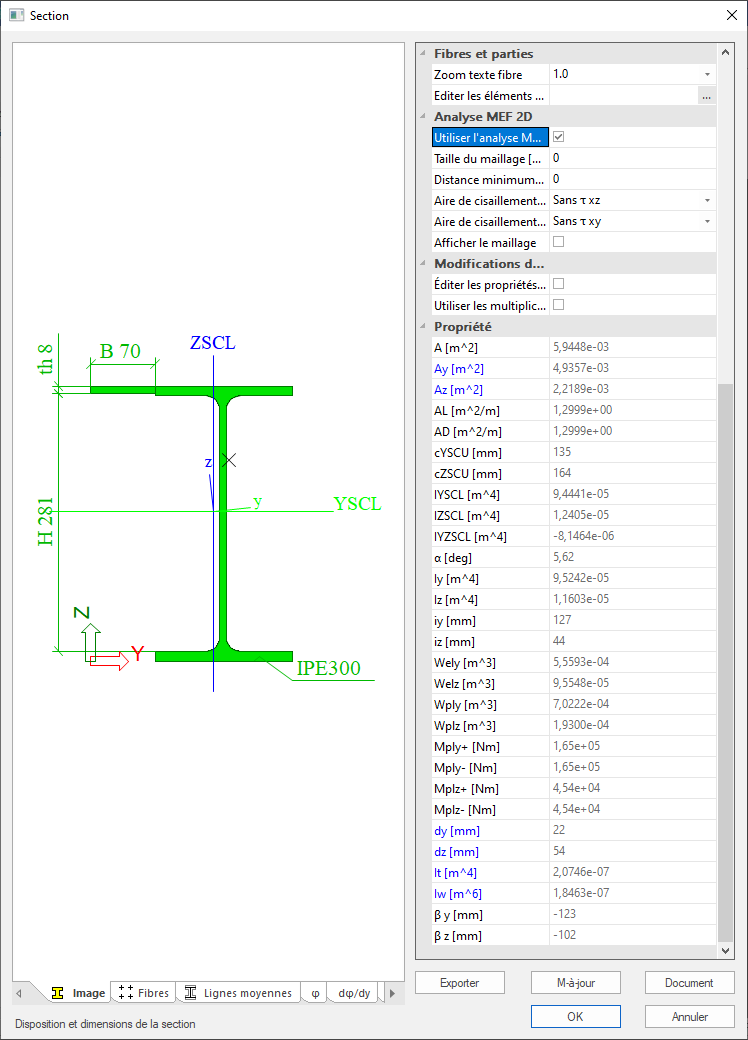 Section
ZSCL
th 8
B 70
z
y
YSCL
H 281
Z
Y
IPE300
Image
Fibres
Lignes moyennes
φ
dφ/dy
Disposition et dimensions de la section
Fibres et parties
Zoom texte fibre 1.0
Editer les éléments ... ...
Analyse MEF 2D
Utiliser l'analyse M...
Taille du maillage [... 0
Distance minimum... 0
Aire de cisaillement... Sans τ xz
Aire de cisaillement... Sans τ xy
Afficher le maillage
Modifications d...
Éditer les propriétés...
Utiliser les multiplic...
Propriété
A [m^2] 5,9448e-03
Ay [m^2] 4,9357e-03
Az [m^2] 2,2189e-03
AL [m^2/m] 1,2999e+00
AD [m^2/m] 1,2999e+00
cYSCU [mm] 135
cZSCU [mm] 164
IYSCL [m^4] 9,4441e-05
IZSCL [m^4] 1,2405e-05
IYZSCL [m^4] -8,1464e-06
α [deg] 5,62
Iy [m^4] 9,5242e-05
Iz [m^4] 1,1603e-05
iy [mm] 127
iz [mm] 44
Wely [m^3] 5,5593e-04
Welz [m^3] 9,5548e-05
Wply [m^3] 7,0222e-04
Wplz [m^3] 1,9300e-04
Mply+ [Nm] 1,65e+05
Mply- [Nm] 1,65e+05
Mplz+ [Nm] 4,54e+04
Mplz- [Nm] 4,54e+04
dy [mm] 22
dz [mm] 54
It [m^4] 2,0746e-07
Iw [m^6] 1,8463e-07
β y [mm] -123
β z [mm] -102
Exporter M-à-jour Document
OK Annuler